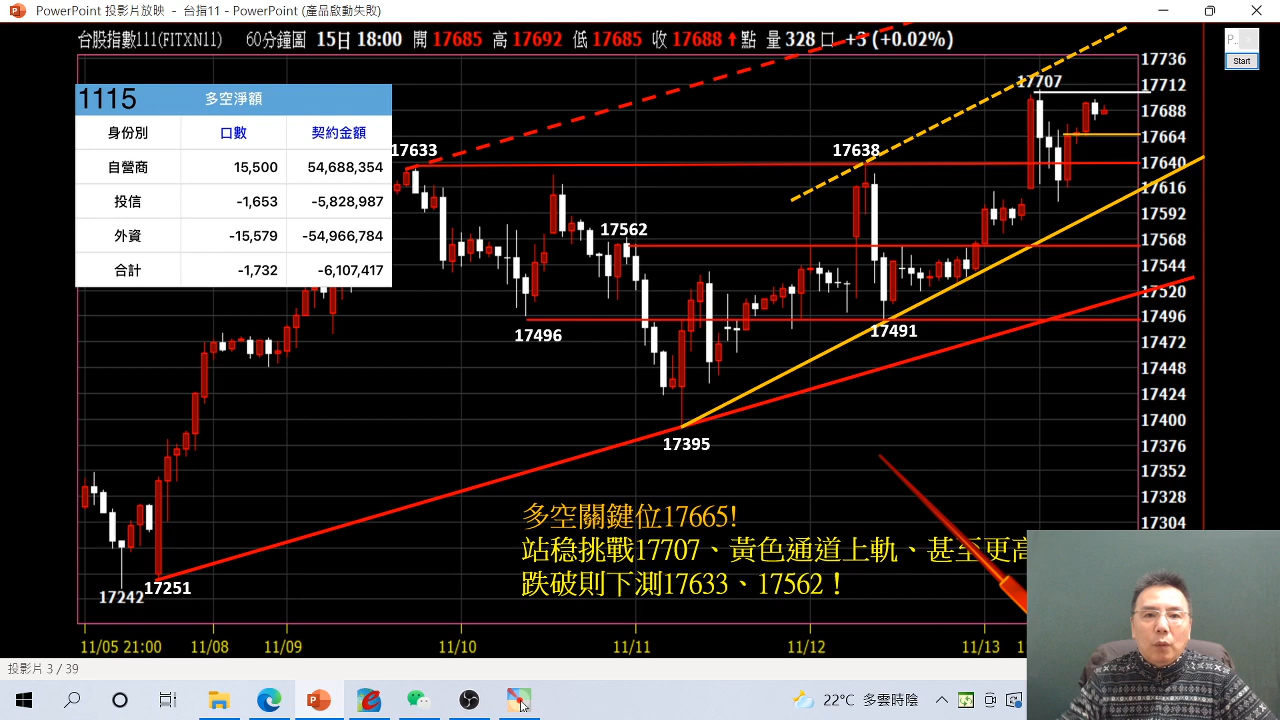 PowerPoint 投影片放映 - 台指11 - PowerPoint (產品啟動失敗)
P..
Start
台股指數111(FITXN11) 60分鐘圖 15日 18:00 開 17685 高 17692 低 17685 收 17688 點 量 328 口 +3 (+0.02%)
1115 多空淨額
身份別 口數 契約金額
自營商 15,500 54,688,354
投信 -1,653 -5,828,987
外資 -15,579 -54,966,784
合計 -1,732 -6,107,417
17633
17638
17707
17562
17496
17491
17395
17251
17242
17736
17712
17688
17664
17640
17616
17592
17568
17544
17520
17496
17472
17448
17424
17400
17376
17352
17328
17304
多空關鍵位17665!
站穩挑戰17707、黃色通道上軌、甚至更高
跌破則下測17633、17562！
11/05 21:00 11/08 11/09 11/10 11/11 11/12 11/13
投影片 3 / 39
22°C